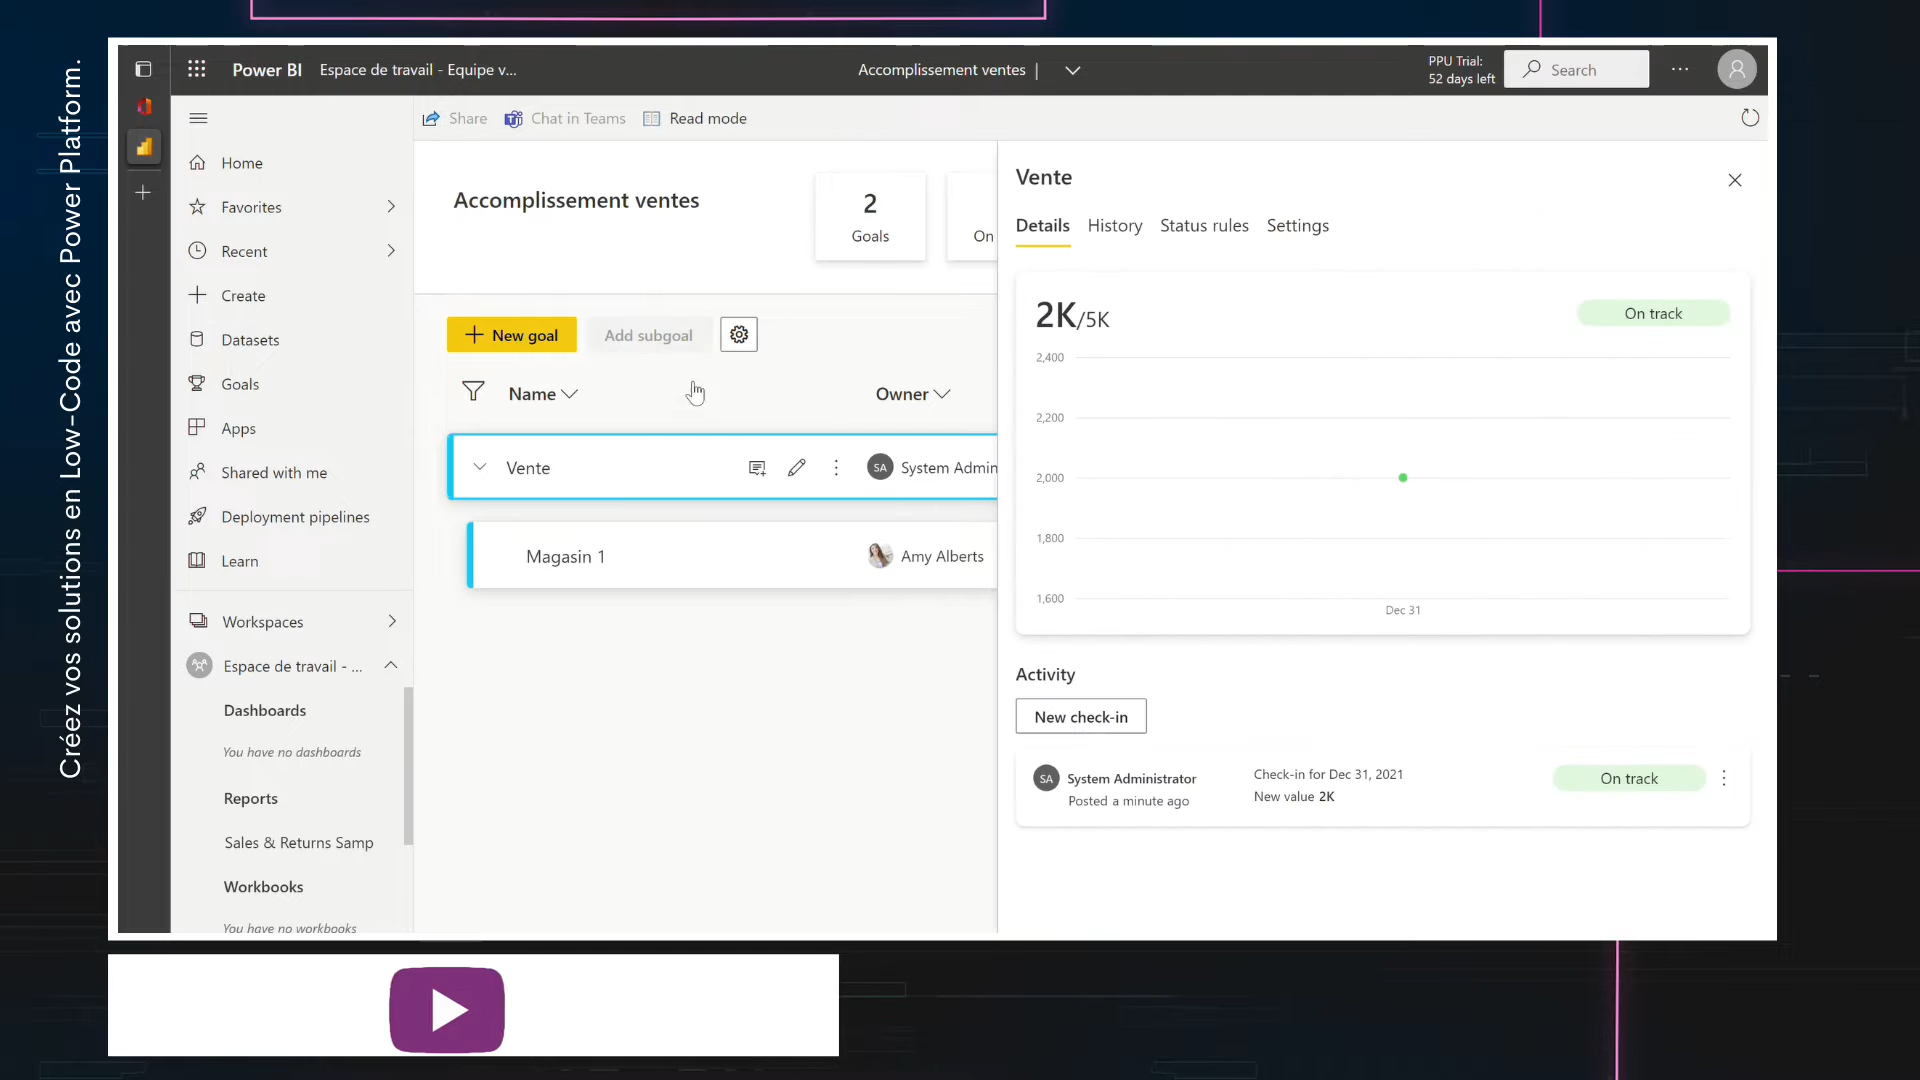 Créez vos solutions en Low-Code avec Power Platform.
Power BI
Espace de travail - Equipe v...
Accomplissement ventes
PPU Trial:
52 days left
Search
Share
Chat in Teams
Read mode
Home
Favorites
Recent
Create
Datasets
Goals
Apps
Shared with me
Deployment pipelines
Learn
Workspaces
Espace de travail - ...
Dashboards
You have no dashboards
Reports
Sales & Returns Samp
Workbooks
You have no workbooks
Accomplissement ventes
2
Goals
On
New goal
Add subgoal
Name
Owner
Vente
SA
System Admin
Magasin 1
Amy Alberts
Vente
Details
History
Status rules
Settings
2K/5K
On track
2,400
2,200
2,000
1,800
1,600
Dec 31
Activity
New check-in
SA
System Administrator
Posted a minute ago
Check-in for Dec 31, 2021
New value 2K
On track